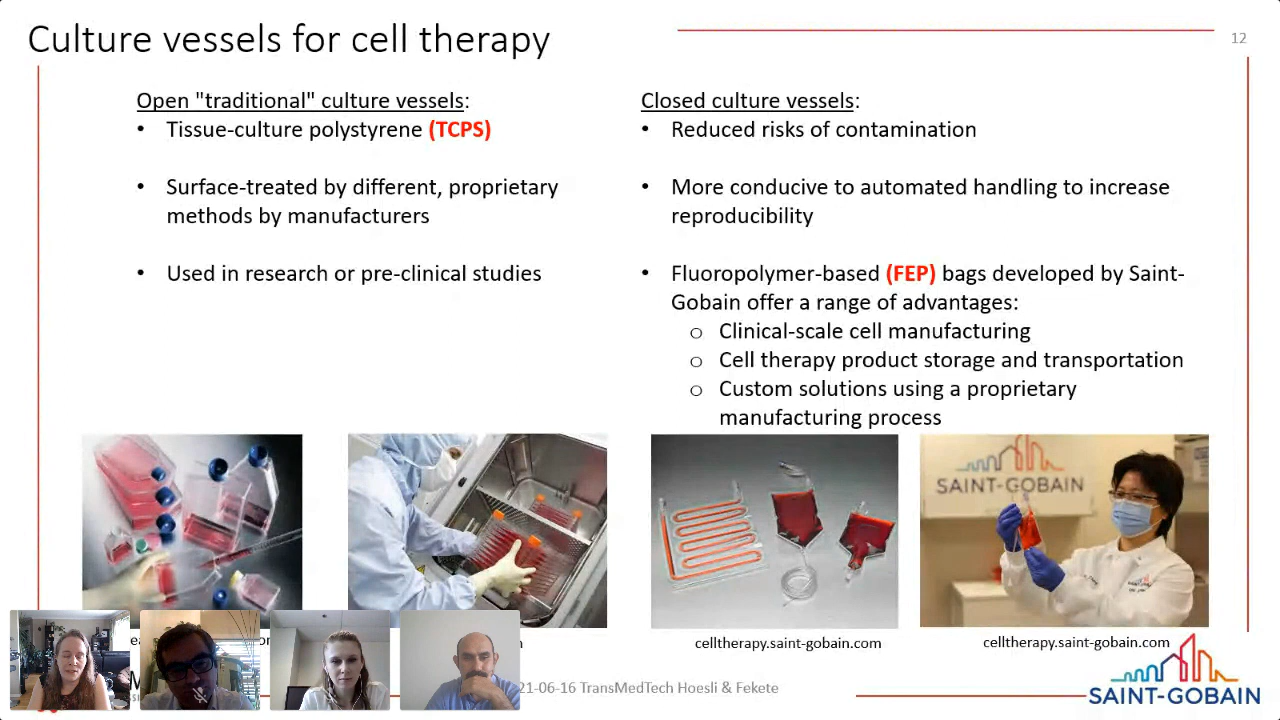 Culture vessels for cell therapy
12
Open "traditional" culture vessels:
• Tissue-culture polystyrene (TCPS)
• Surface-treated by different, proprietary
methods by manufacturers
• Used in research or pre-clinical studies
Closed culture vessels:
• Reduced risks of contamination
• More conducive to automated handling to increase
reproducibility
• Fluoropolymer-based (FEP) bags developed by Saint-
Gobain offer a range of advantages:
o Clinical-scale cell manufacturing
o Cell therapy product storage and transportation
o Custom solutions using a proprietary
manufacturing process
SAINT-GOBAIN
celltherapy.saint-gobain.com
celltherapy.saint-gobain.com
21-06-16 TransMedTech Hoesli & Fekete
SAINT-GOBAIN